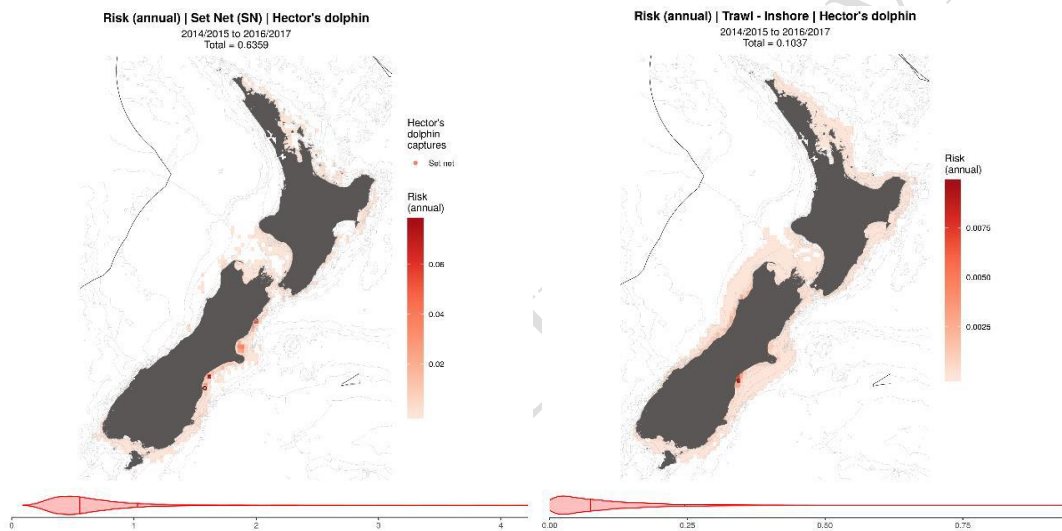 Risk (annual) | Set Net (SN) | Hector's dolphin
2014/2015 to 2016/2017
Total = 0.6359
Hector's
dolphin
captures
Set net
Risk
(annual)
0.06
0.04
0.02
0
1
2
3
4
Risk (annual) | Trawl - Inshore | Hector's dolphin
2014/2015 to 2016/2017
Total = 0.1037
Risk
(annual)
0.0075
0.0050
0.0025
0.00
0.25
0.50
0.75